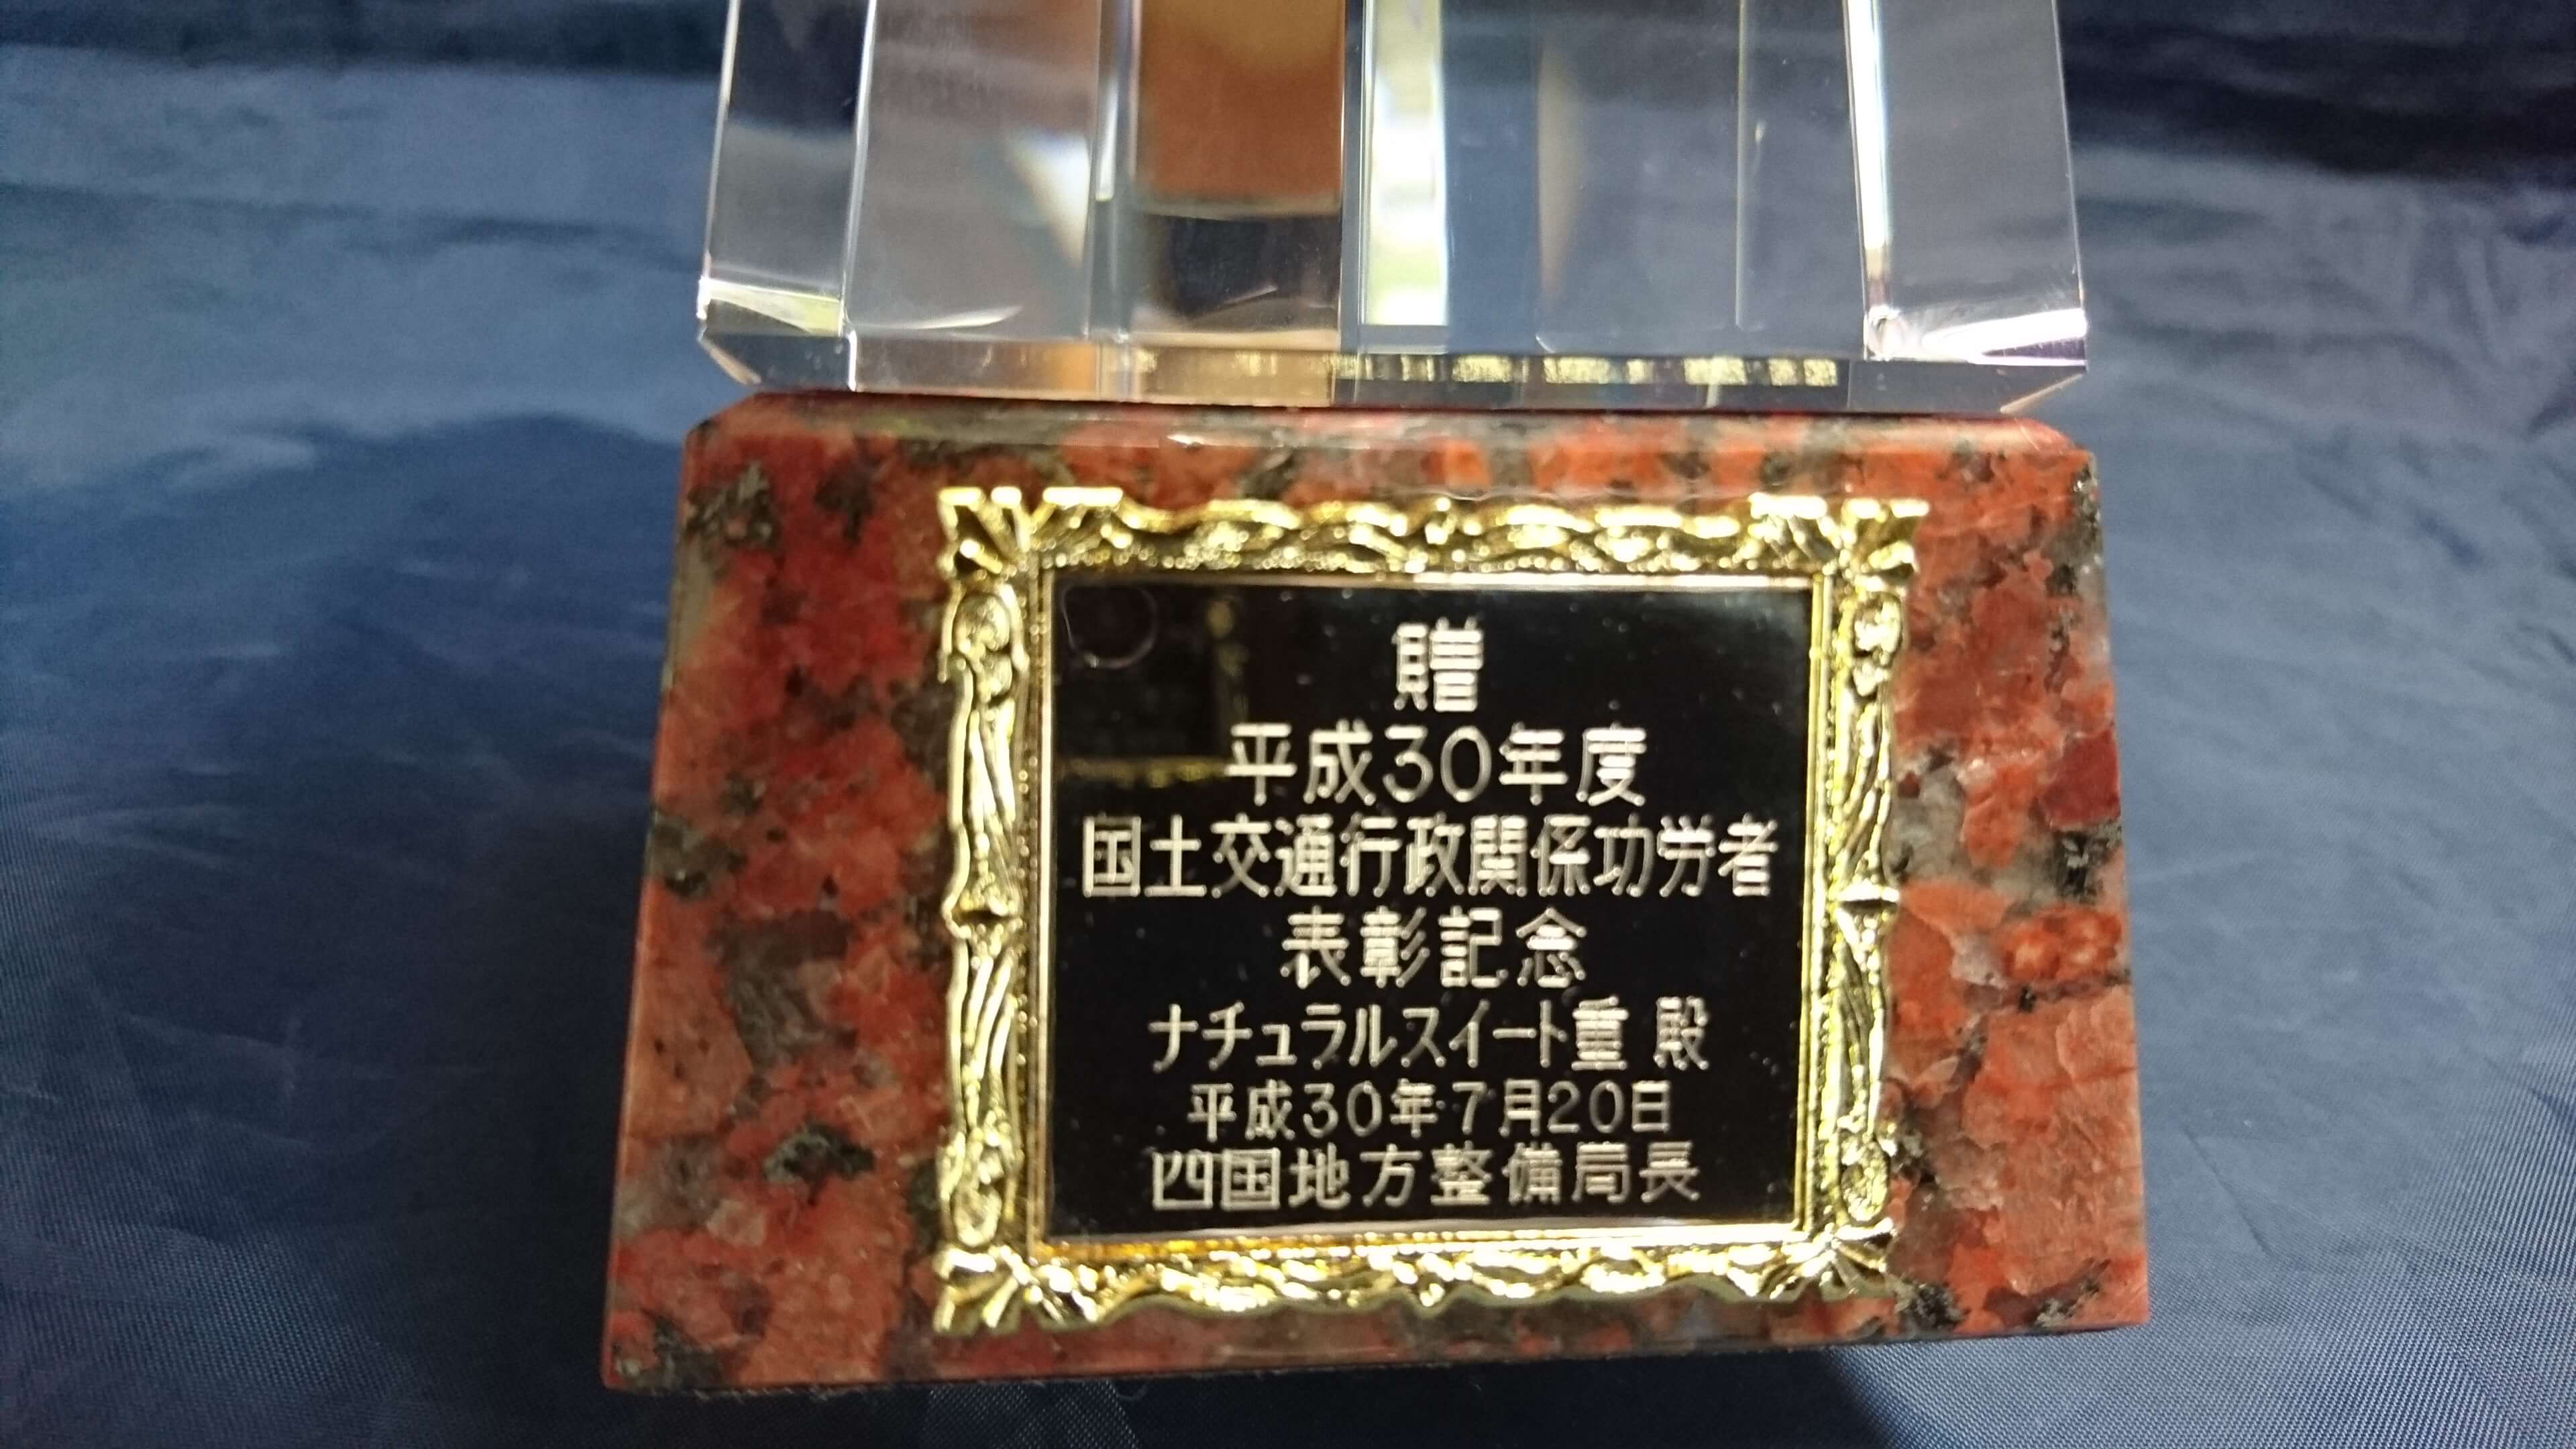 贈
平成30年度
国土交通行政関係功労者
表彰記念
ナチュラルスイート重 殿
平成30年7月20日
四国地方整備局長